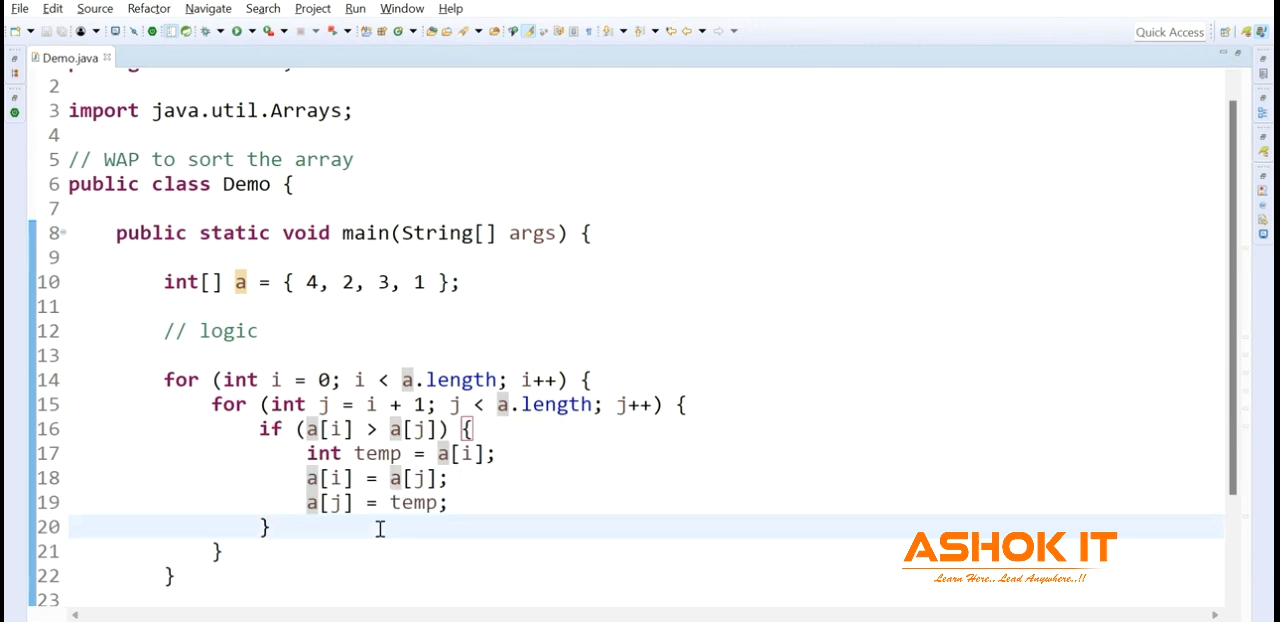 File Edit Source Refactor Navigate Search Project Run Window Help
Quick Access
Demo.java
2
3 import java.util.Arrays;
4
5 // WAP to sort the array
6 public class Demo {
7
8 public static void main(String[] args) {
9
10 int[] a = { 4, 2, 3, 1 };
11
12 // logic
13
14 for (int i = 0; i < a.length; i++) {
15 for (int j = i + 1; j < a.length; j++) {
16 if (a[i] > a[j]) {
17 int temp = a[i];
18 a[i] = a[j];
19 a[j] = temp;
20 }
21 }
22 }
23
ASHOK IT
Learn Here.. Lead Anywhere..!!